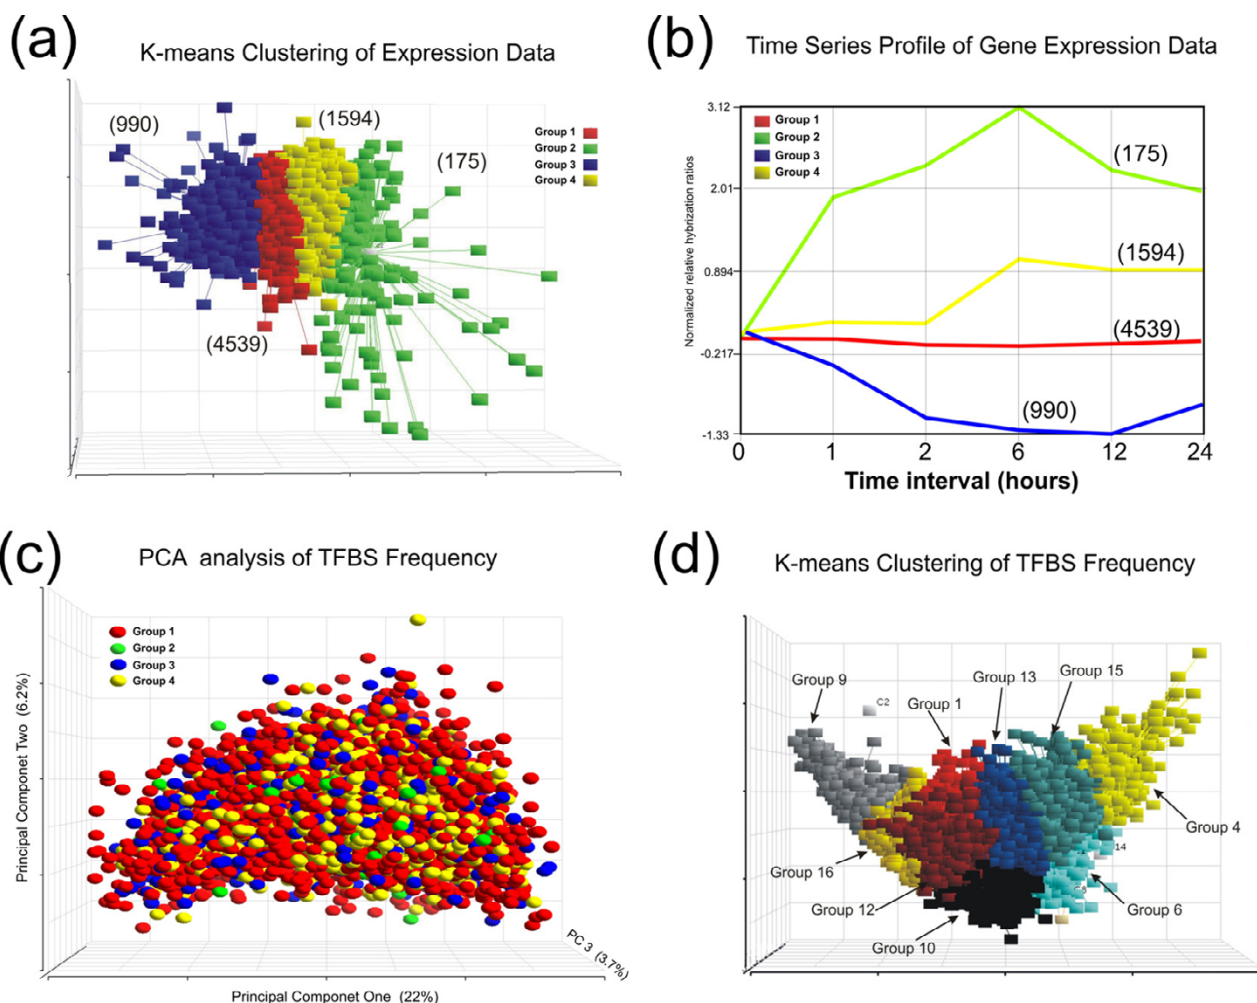 (a)
K-means Clustering of Expression Data
(990)
(1594)
(175)
(4539)
Group 1
Group 2
Group 3
Group 4
(b)
Time Series Profile of Gene Expression Data
Normalized relative hybrization ratios
3.12
2.01
0.894
-0.217
-1.33
Group 1
Group 2
Group 3
Group 4
(175)
(1594)
(4539)
(990)
0 1 2 6 12 24
Time interval (hours)
(c)
PCA analysis of TFBS Frequency
Group 1
Group 2
Group 3
Group 4
Principal Componet Two (6.2%)
PC 3 (3.7%)
Principal Componet One (22%)
(d)
K-means Clustering of TFBS Frequency
Group 9
C2
Group 1
Group 13
Group 15
Group 4
14
Group 16
Group 12
Group 6
Group 10